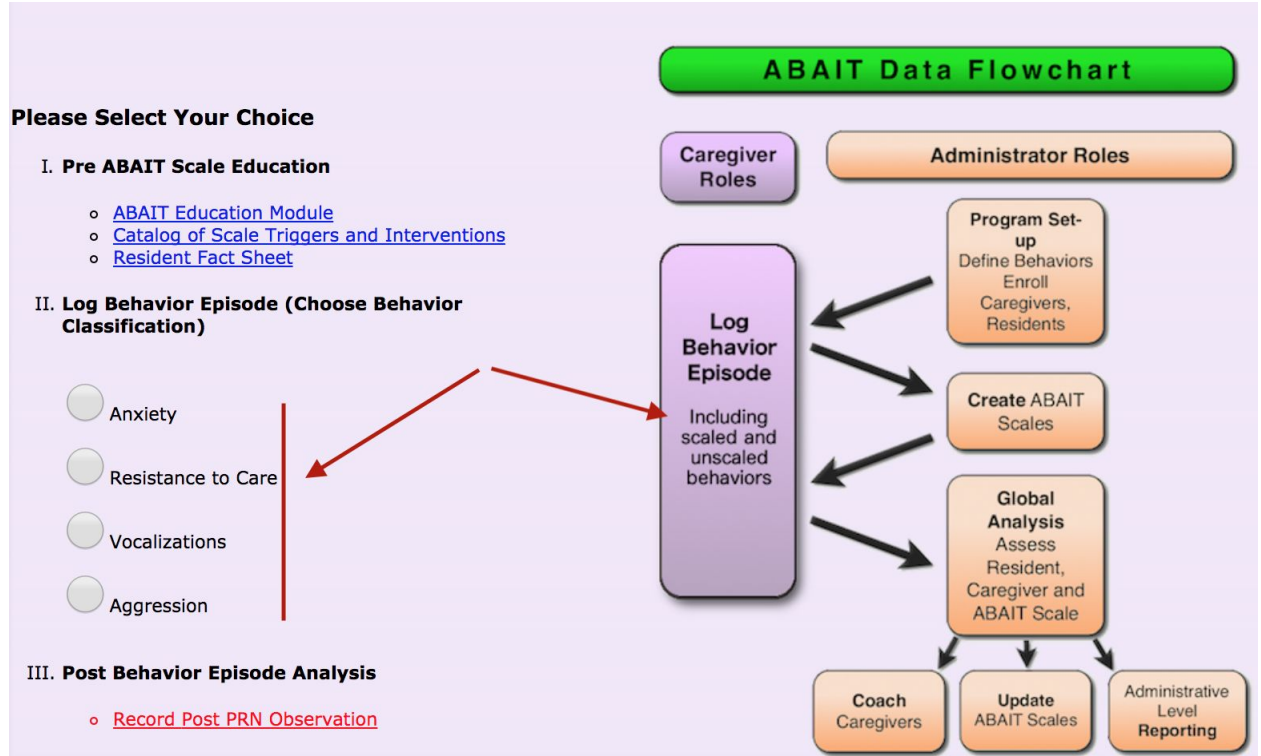 Please Select Your Choice
I. Pre ABAIT Scale Education
ABAIT Education Module
Catalog of Scale Triggers and Interventions
Resident Fact Sheet
II. Log Behavior Episode (Choose Behavior
Classification)
Anxiety
Resistance to Care
Vocalizations
Aggression
III. Post Behavior Episode Analysis
Record Post PRN Observation
ABAIT Data Flowchart
Caregiver
Roles
Administrator Roles
Log
Behavior
Episode
Including
scaled and
unscaled
behaviors
Program Set-
up
Define Behaviors
Enroll
Caregivers,
Residents
Create ABAIT
Scales
Global
Analysis
Assess
Resident,
Caregiver and
ABAIT Scale
Coach
Caregivers
Update
ABAIT Scales
Administrative
Level
Reporting